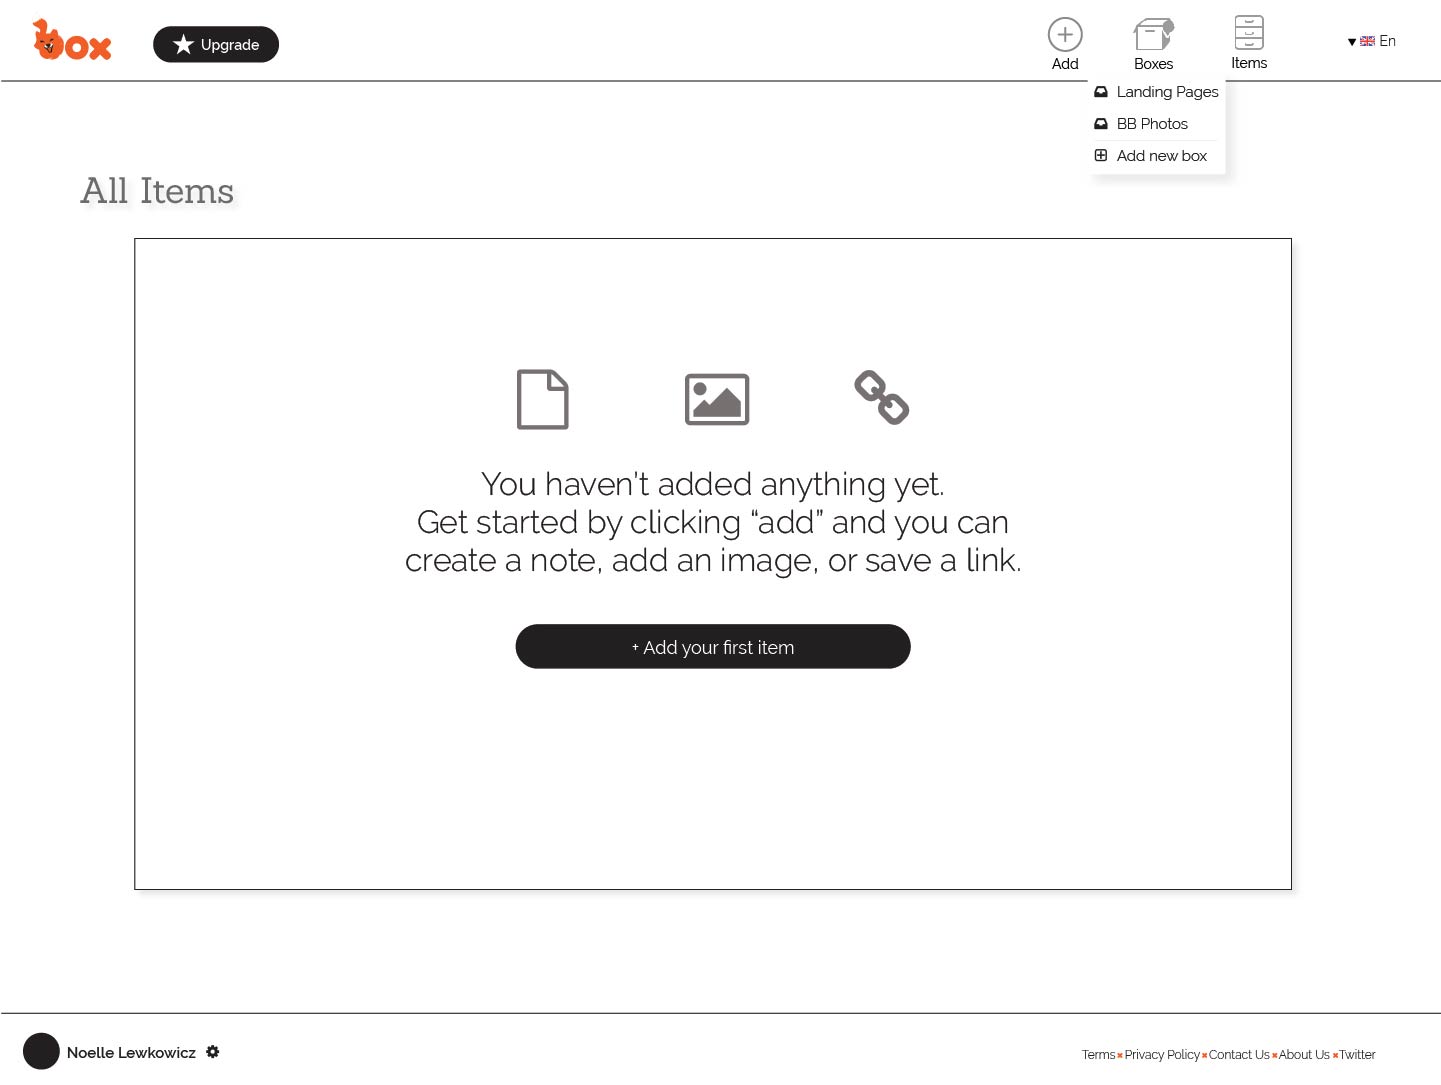 box
Upgrade
Add
Boxes
Items
En
Landing Pages
BB Photos
Add new box
All Items
You haven't added anything yet.
Get started by clicking “add” and you can
create a note, add an image, or save a link.
+ Add your first item
Noelle Lewkowicz
Terms Privacy Policy Contact Us About Us Twitter